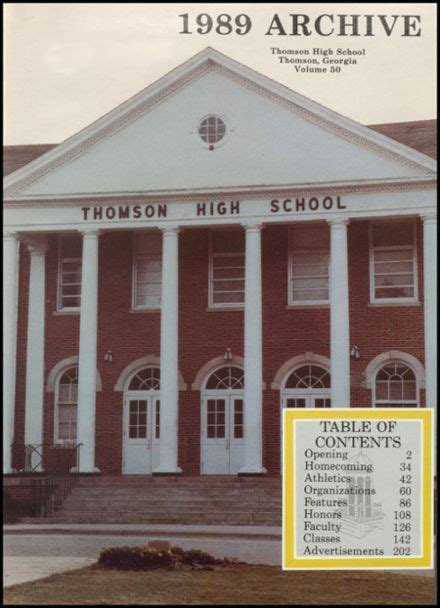 1989 ARCHIVE
Thomson High School
Thomson, Georgia
Volume 50
THOMSON HIGH SCHOOL
TABLE OF
CONTENTS
Opening 2
Homecoming 34
Athletics 42
Organizations 60
Features 86
Honors 108
Faculty 126
Classes 142
Advertisements 202